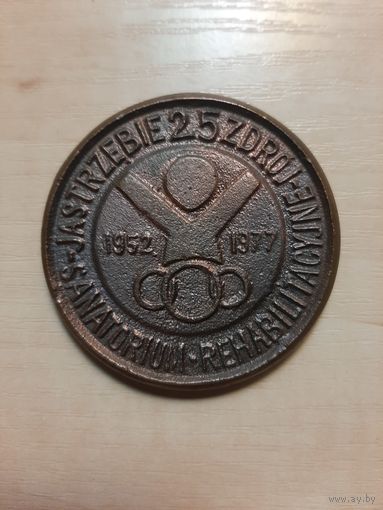 JASTRZĘBIE 25 ZDRÓJ
1952 1977
SANATORIUM · REHABILITACYJNE
www.ay.by